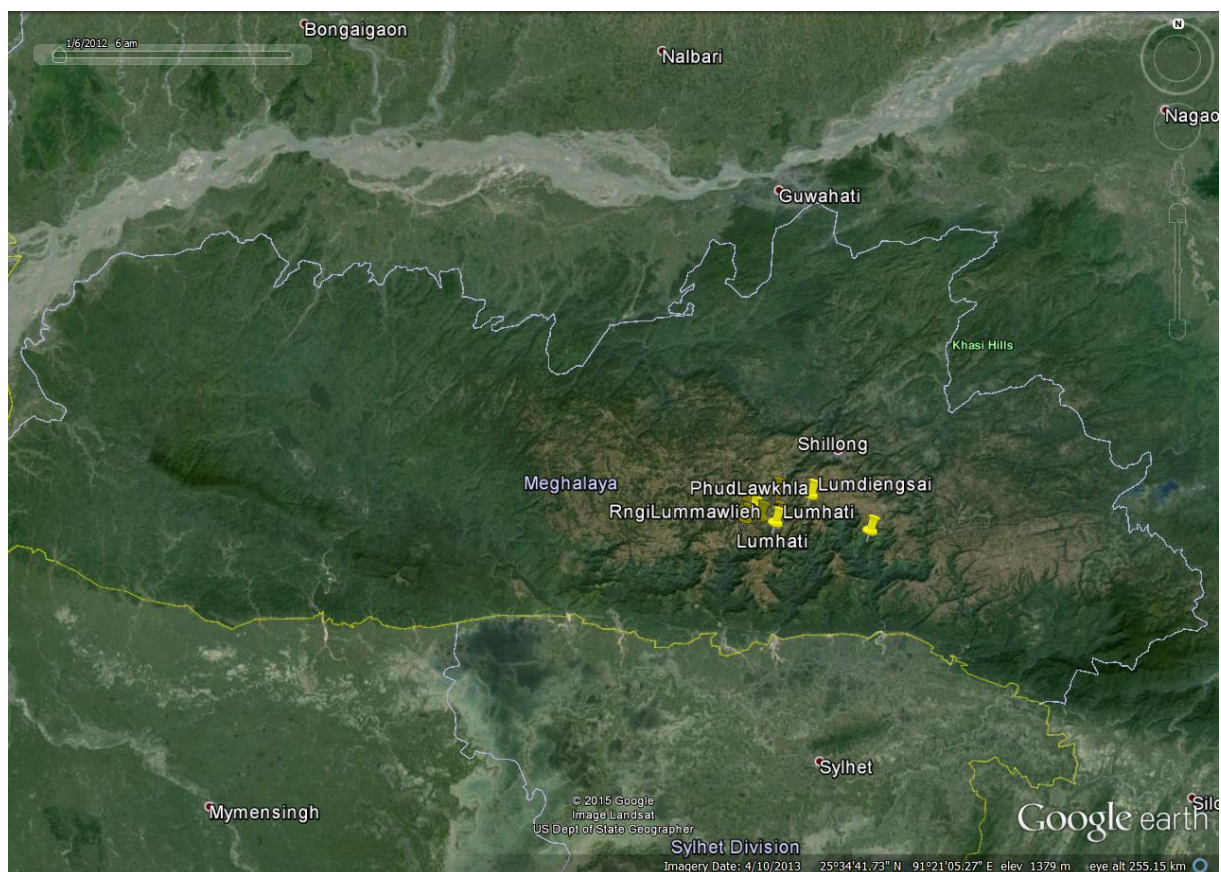 Bongaigaon
1/6/2012 6 am
Nalbari
N
Nagao
Guwahati
Khasi Hills
Shillong
Meghalaya
PhudLawkhla
Lumdiengsai
RngiLummawlieh
Lumhati
Lumhati
Sylhet
© 2015 Google
Image Landsat
US Dept of State Geographer
Mymensingh
Silc
Google earth
Sylhet Division
Imagery Date: 4/10/2013 25°34'41.73" N 91°21'05.27" E elev 1379 m eye alt 255.15 km